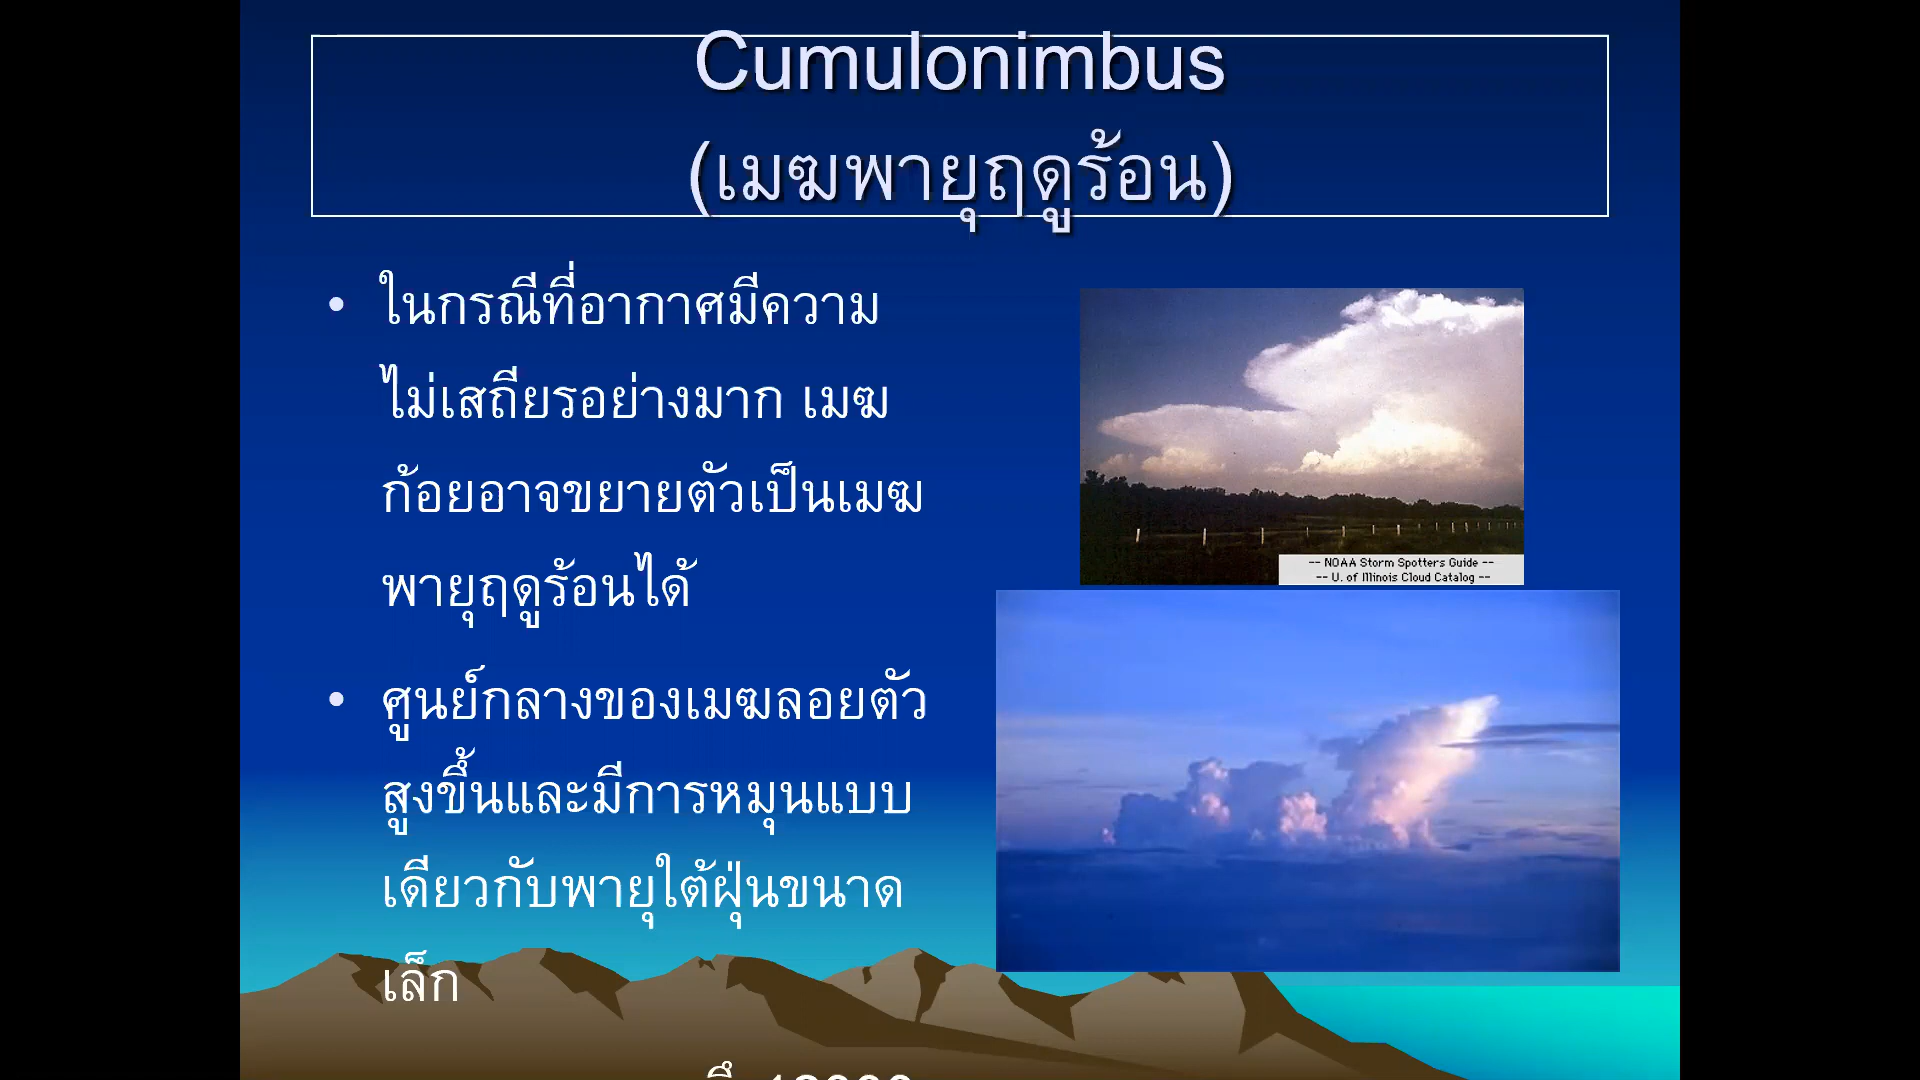 Cumulonimbus
(เมฆพายุฤดูร้อน)
• ในกรณีที่อากาศมีความ
ไม่เสถียรอย่างมาก เมฆ
ก้อยอาจขยายตัวเป็นเมฆ
พายุฤดูร้อนได้
• ศูนย์กลางของเมฆลอยตัว
สูงขึ้นและมีการหมุนแบบ
เดียวกับพายุใต้ฝุ่นขนาด
เล็ก
-- NOAA Storm Spotters Guide --
-- U. of Illinois Cloud Catalog --